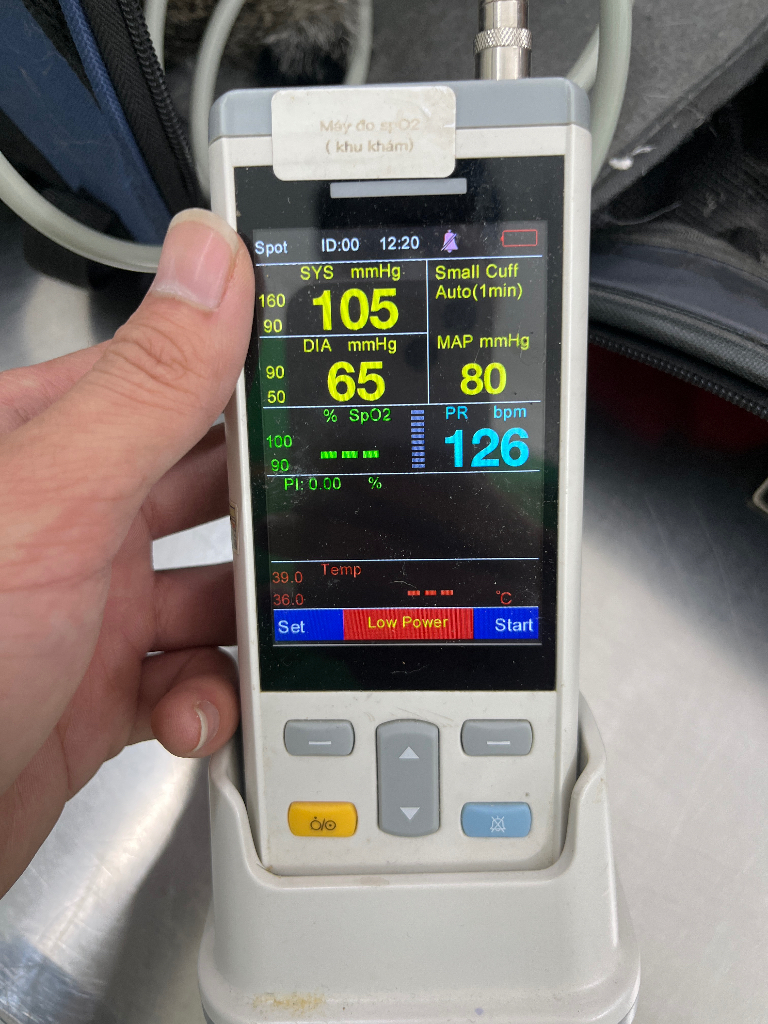 Máy đo spO2
( khu khám)
Spot ID:00 12:20
SYS mmHg
160
90
105
Small Cuff
Auto(1min)
DIA mmHg
90
50
65
MAP mmHg
80
% SpO2
100
90
---
PR bpm
126
PI: 0.00 %
Temp
39.0
36.0
--- °C
Set Low Power Start